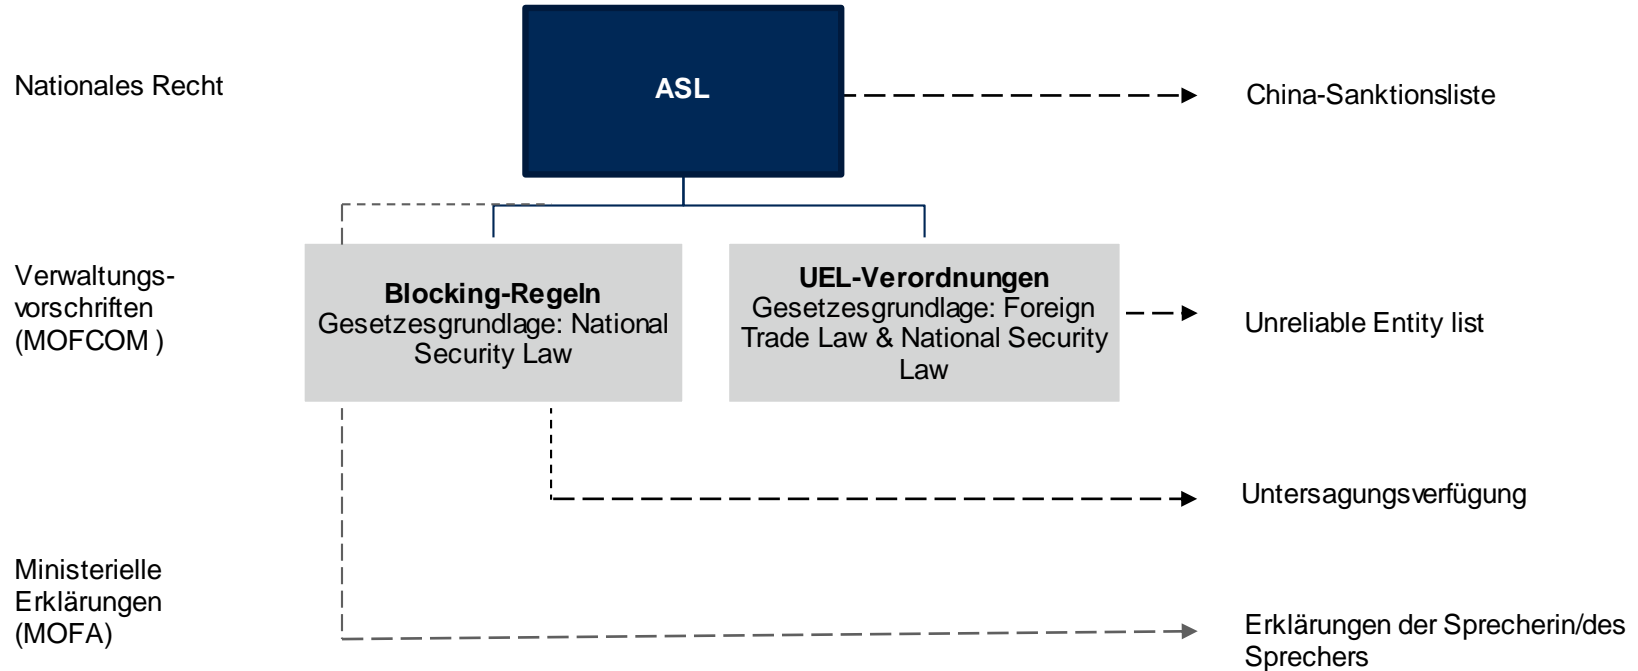 Nationales Recht
ASL
China-Sanktionsliste
Verwaltungs-
vorschriften
(MOFCOM )
Blocking-Regeln
Gesetzesgrundlage: National
Security Law
UEL-Verordnungen
Gesetzesgrundlage: Foreign
Trade Law & National Security
Law
Unreliable Entity list
Untersagungsverfügung
Ministerielle
Erklärungen
(MOFA)
Erklärungen der Sprecherin/des
Sprechers